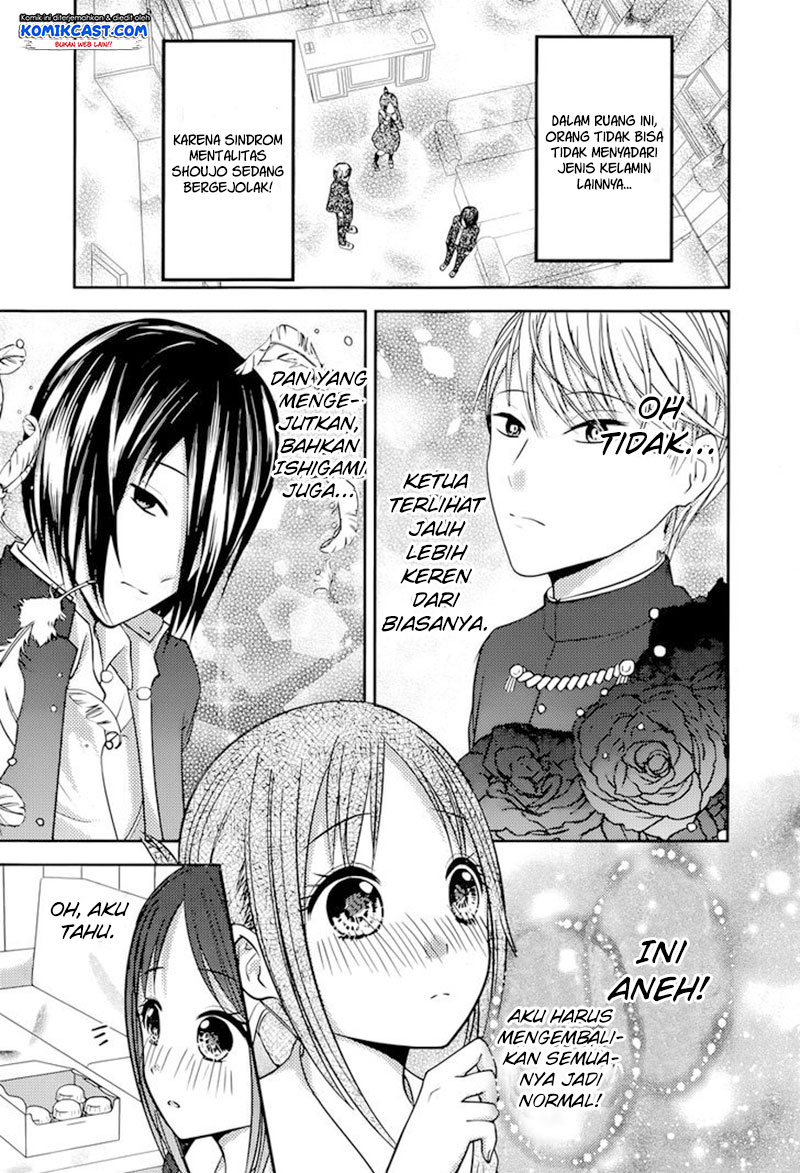 Komik ini diterjemahkan & diedit oleh
KOMIKCAST.COM
BUKAN WEB LAIN!!
DALAM RUANG INI,
ORANG TIDAK BISA
TIDAK MENYADARI
JENIS KELAMIN
LAINNYA...
KARENA SINDROM
MENTALITAS
SHOUJO SEDANG
BERGEJOLAK!
OH
TIDAK...
KETUA
TERLIHAT
JAUH
LEBIH
KEREN
DARI
BIASANYA.
DAN YANG
MENGE-
JUTKAN,
BAHKAN
ISHIGAMI
JUGA...
INI
ANEH!
AKU HARUS
MENGEMBALI-
KAN SEMUA-
NYA JADI
NORMAL!
OH, AKU
TAHU.